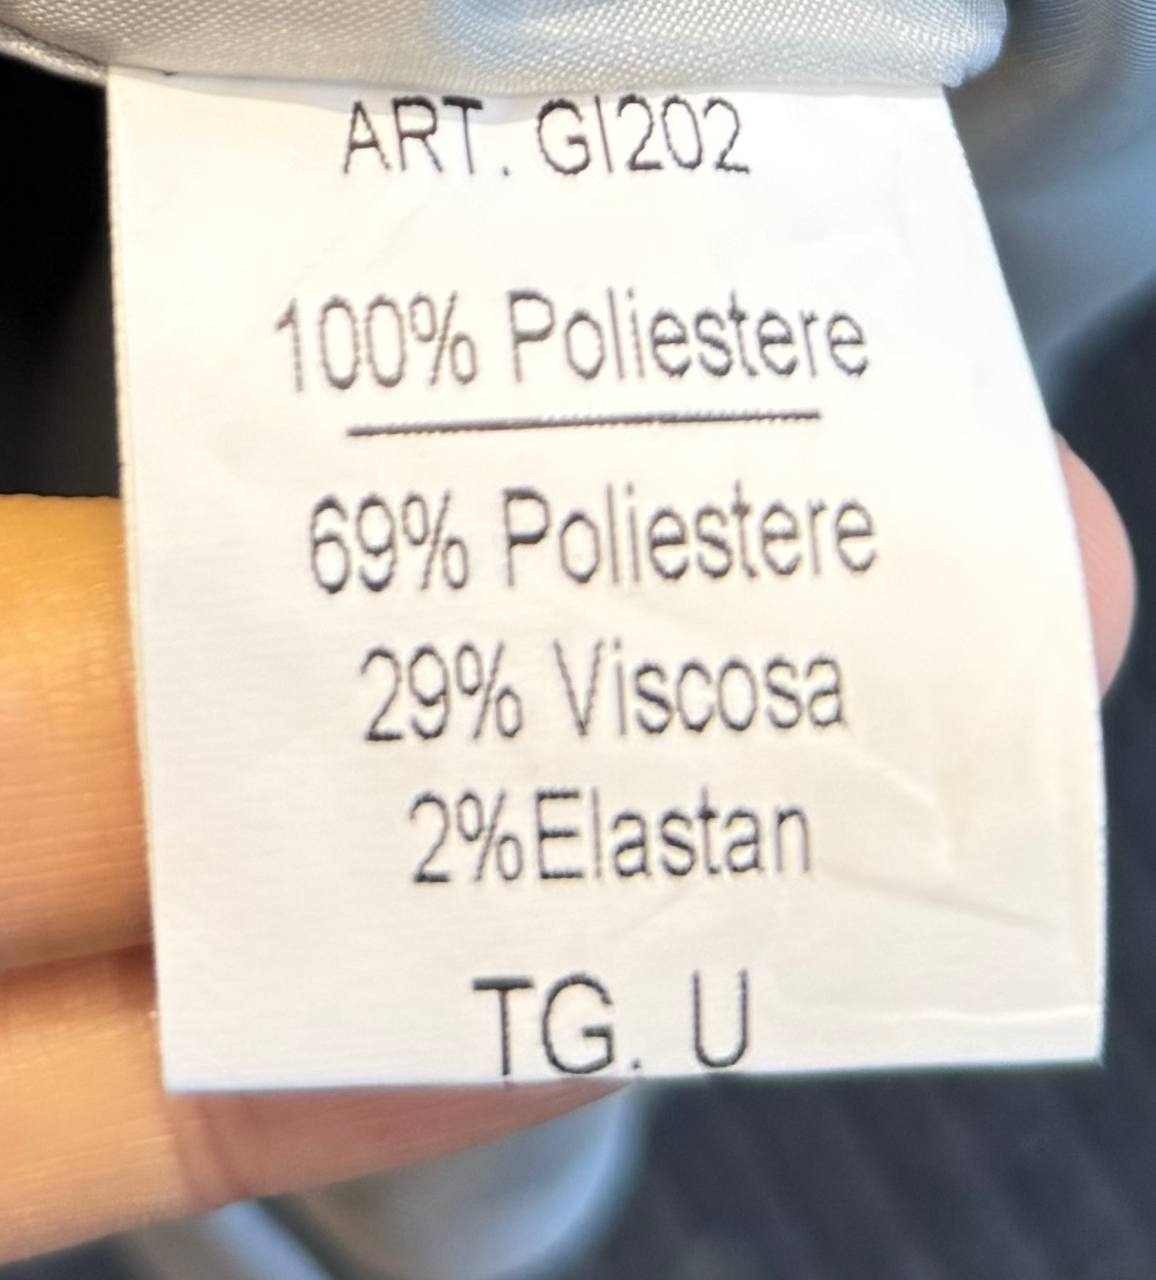 ART. GI202
100% Poliestere
69% Poliestere
29% Viscosa
2%Elastan
TG. U